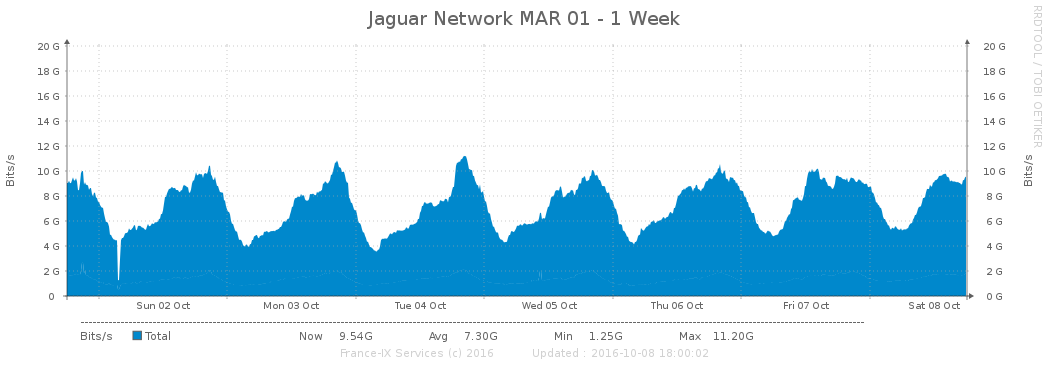 Jaguar Network MAR 01 - 1 Week
RRDTOOL / TOBI OETIKER
Bits/s
20 G
18 G
16 G
14 G
12 G
10 G
8 G
6 G
4 G
2 G
0
20 G
18 G
16 G
14 G
12 G
10 G
8 G
6 G
4 G
2 G
0 G
Bits/s
Sun 02 Oct Mon 03 Oct Tue 04 Oct Wed 05 Oct Thu 06 Oct Fri 07 Oct Sat 08 Oct
Bits/s Total Now 9.54G Avg 7.30G Min 1.25G Max 11.20G
France-IX Services (c) 2016 Updated : 2016-10-08 18:00:02